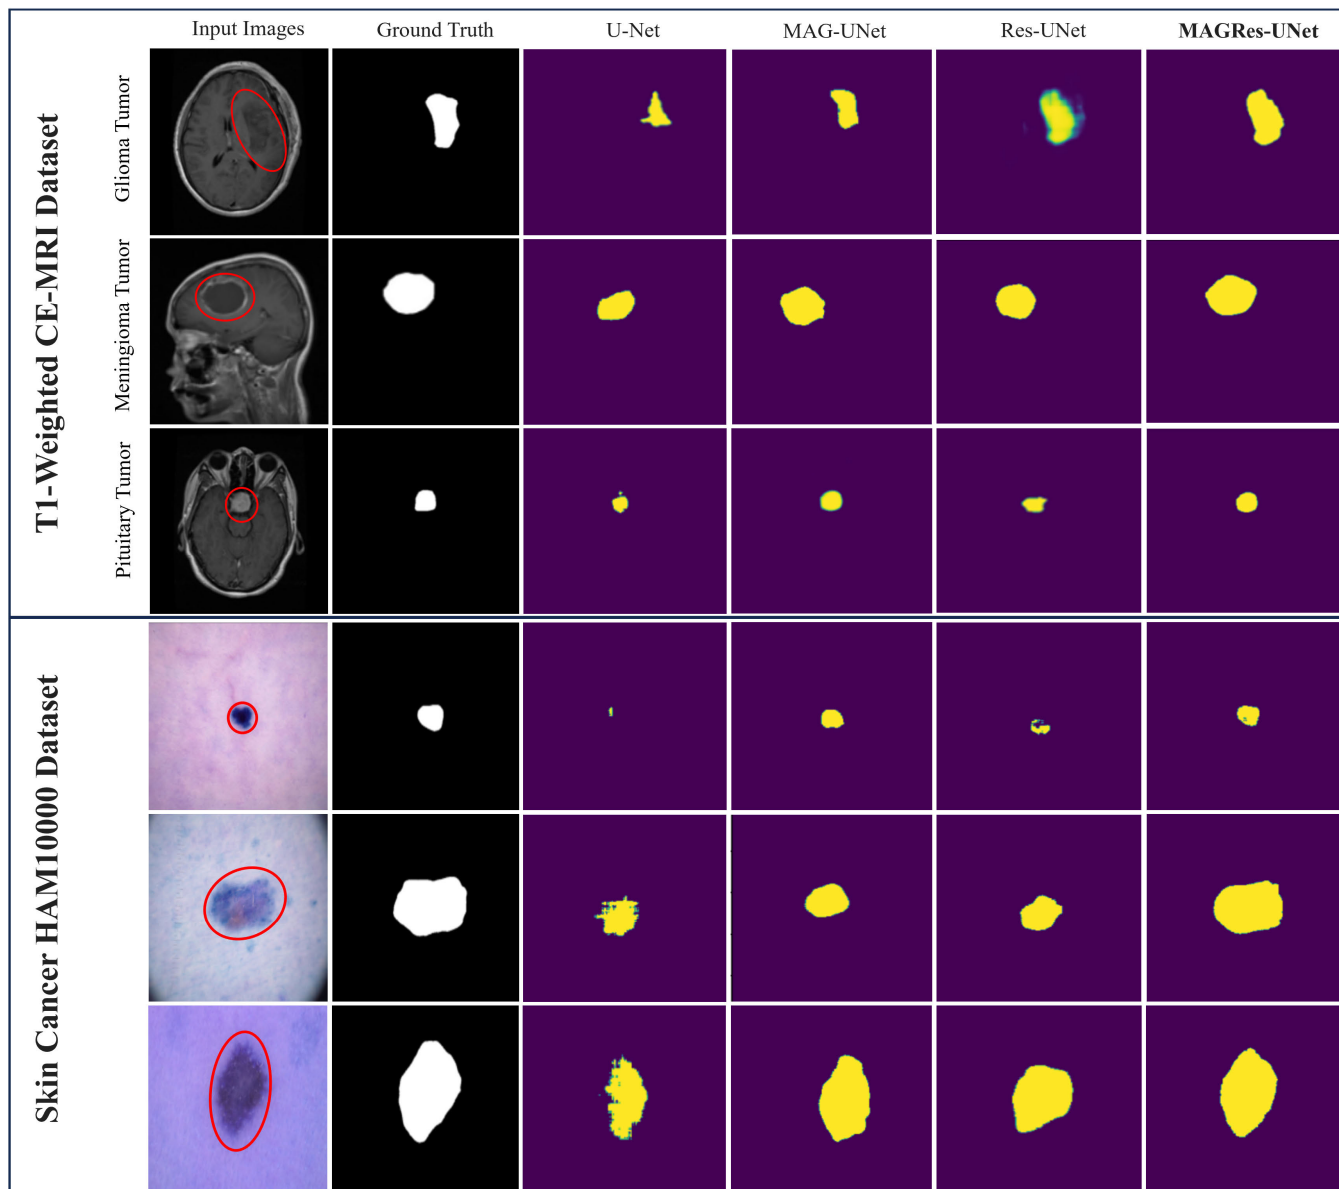 Input Images
Ground Truth
U-Net
MAG-UNet
Res-UNet
MAGRes-UNet
T1-Weighted CE-MRI Dataset
Glioma Tumor
Meningioma Tumor
Pituitary Tumor
Skin Cancer HAM10000 Dataset